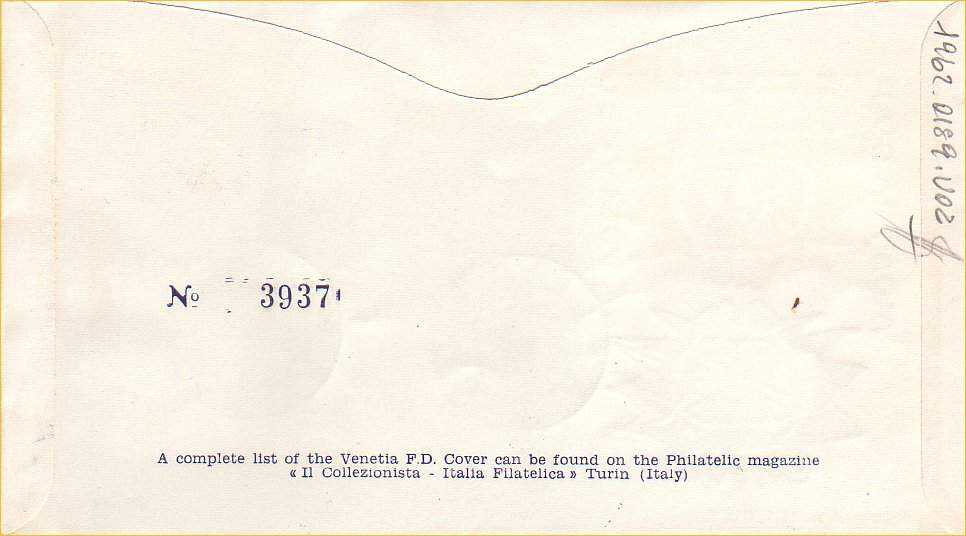 1962.0189.V02
No 3937
A complete list of the Venetia F.D. Cover can be found on the Philatelic magazine
« Il Collezionista - Italia Filatelica » Turin (Italy)